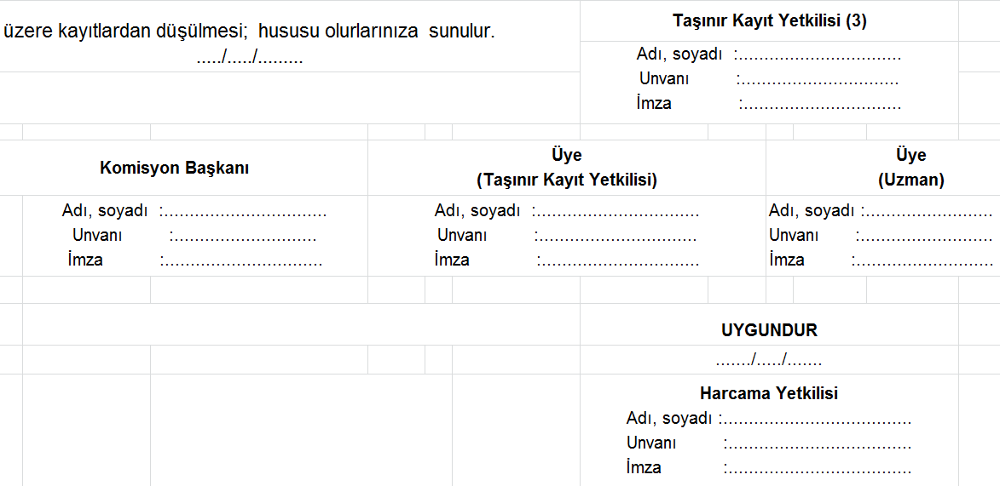 üzere kayıtlardan düşülmesi; hususu olurlarınıza sunulur.
...../...../.........
Taşınır Kayıt Yetkilisi (3)
Adı, soyadı :................................
Unvanı :...............................
İmza :...............................
Komisyon Başkanı
Adı, soyadı :................................
Unvanı :............................
İmza :................................
Üye
(Taşınır Kayıt Yetkilisi)
Adı, soyadı :................................
Unvanı :...............................
İmza :...............................
Üye
(Uzman)
Adı, soyadı :.........................
Unvanı :..........................
İmza :...........................
UYGUNDUR
......./...../.......
Harcama Yetkilisi
Adı, soyadı :.....................................
Unvanı :....................................
İmza :....................................